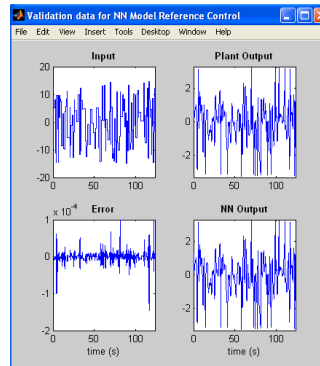 Validation data for NN Model Reference Control
File Edit View Insert Tools Desktop Window Help
Input
20
10
0
-10
-20
0 50 100
Plant Output
2
0
-2
0 50 100
Error
x 10⁻⁴
1
0
-1
-2
0 50 100
time (s)
NN Output
2
0
-2
0 50 100
time (s)